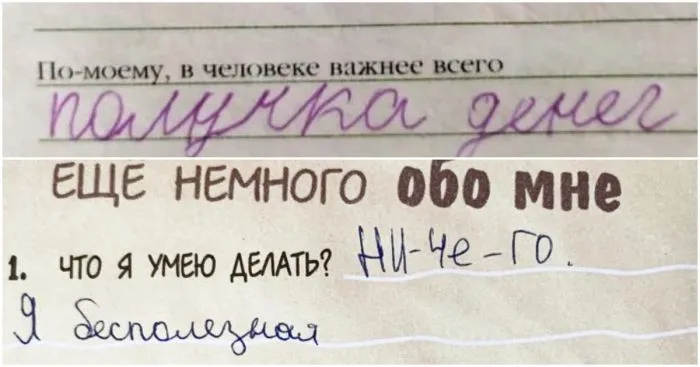 По-моему, в человеке важнее всего
получка денег
ЕЩЕ НЕМНОГО обо мне
1. ЧТО Я УМЕЮ ДЕЛАТЬ? НИ-Че-ГО.
Я бесполезная